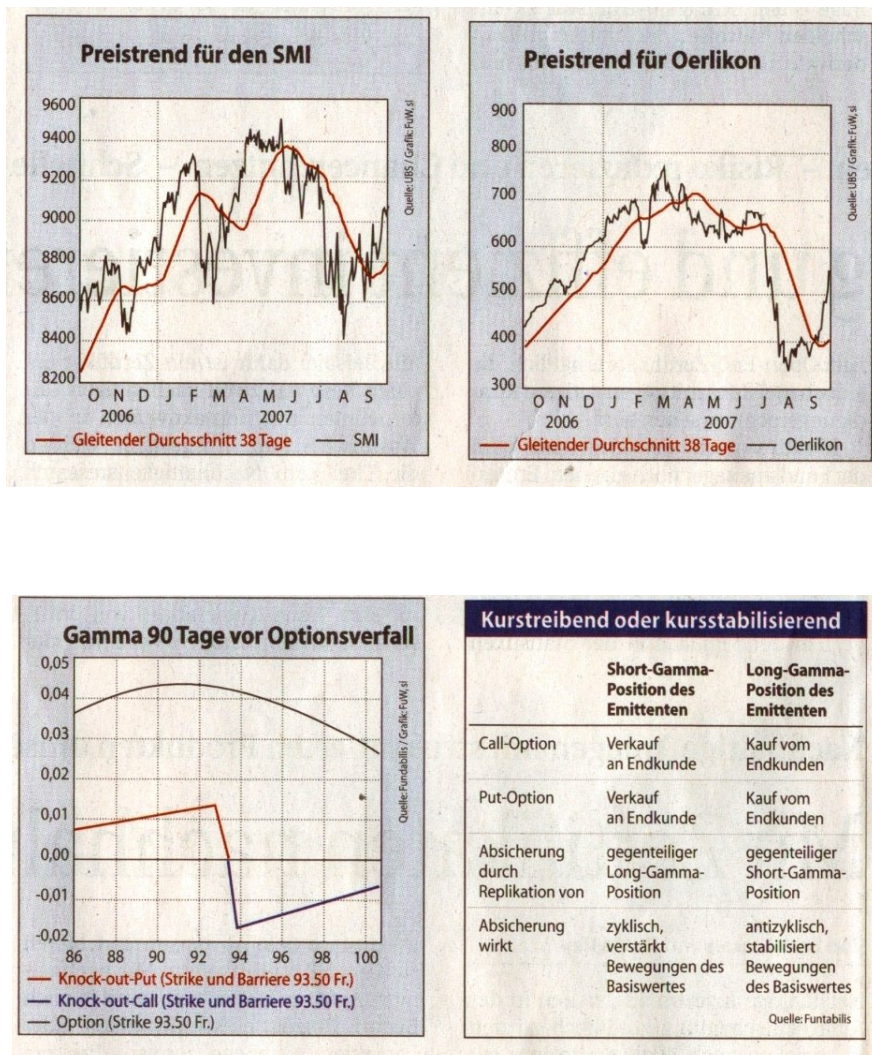 Preistrend für den SMI
9600
9400
9200
9000
8800
8600
8400
8200
O N D J F M A M J J A S
2006 2007
Gleitender Durchschnitt 38 Tage SMI
Quelle: UBS / Grafik: FuW, sl
Preistrend für Oerlikon
900
800
700
600
500
400
300
O N D J F M A M J J A S
2006 2007
Gleitender Durchschnitt 38 Tage Oerlikon
Quelle: UBS / Grafik: FuW, sl
Gamma 90 Tage vor Optionsverfall
0,05
0,04
0,03
0,02
0,01
0,00
-0,01
-0,02
86 88 90 92 94 96 98 100
Knock-out-Put (Strike und Barriere 93.50 Fr.)
Knock-out-Call (Strike und Barriere 93.50 Fr.)
Option (Strike 93.50 Fr.)
Quelle: Fundabilis / Grafik: FuW, sl
Kurstreibend oder kursstabilisierend
Short-Gamma- Long-Gamma-
Position des Position des
Emittenten Emittenten
Call-Option Verkauf Kauf vom
an Endkunde Endkunden
Put-Option Verkauf Kauf vom
an Endkunde Endkunden
Absicherung gegenteiliger gegenteiliger
durch Long-Gamma- Short-Gamma-
Replikation von Position Position
Absicherung zyklisch, antizyklisch,
wirkt verstärkt stabilisiert
Bewegungen des Bewegungen
Basiswertes des Basiswertes
Quelle: Funtabilis